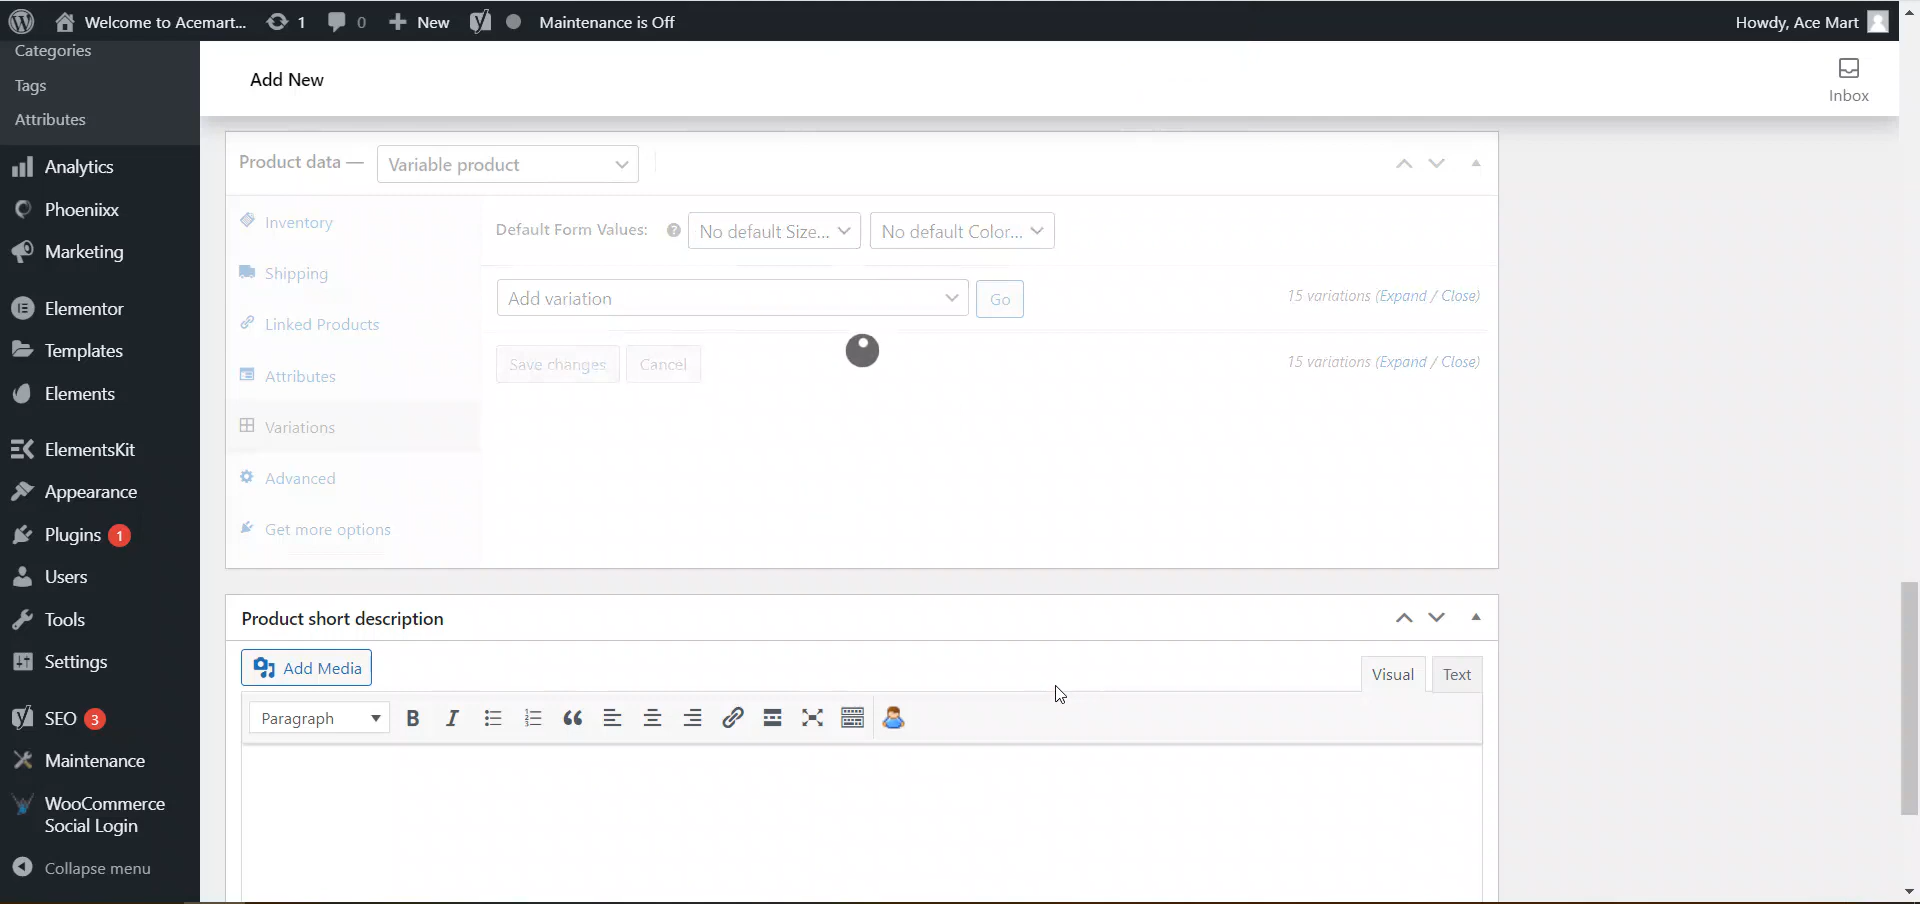 Welcome to Acemart... 1 0 New Maintenance is Off Howdy, Ace Mart
Categories
Tags
Attributes
Analytics
Phoeniixx
Marketing
Elementor
Templates
Elements
ElementsKit
Appearance
Plugins 1
Users
Tools
Settings
SEO 3
Maintenance
WooCommerce
Social Login
Collapse menu
Add New
Inbox
Product data — Variable product
Inventory
Shipping
Linked Products
Attributes
Variations
Advanced
Get more options
Default Form Values: ? No default Size... No default Color...
Add variation Go 15 variations (Expand / Close)
Save changes Cancel 15 variations (Expand / Close)
Product short description
Add Media
Visual Text
Paragraph B I